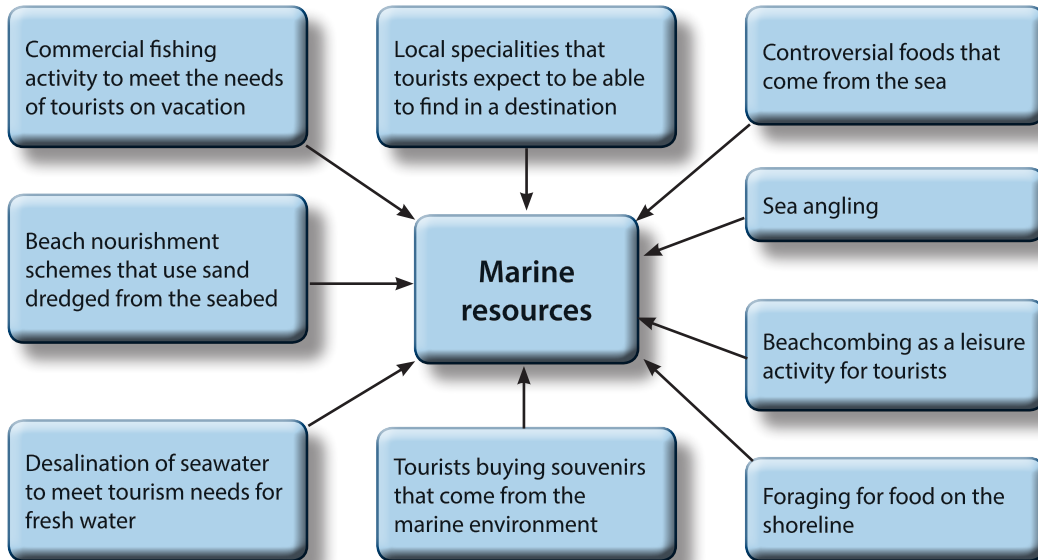 Commercial fishing
activity to meet the needs
of tourists on vacation
Local specialities that
tourists expect to be able
to find in a destination
Controversial foods that
come from the sea
Sea angling
Beach nourishment
schemes that use sand
dredged from the seabed
Marine
resources
Beachcombing as a leisure
activity for tourists
Desalination of seawater
to meet tourism needs for
fresh water
Tourists buying souvenirs
that come from the
marine environment
Foraging for food on the
shoreline